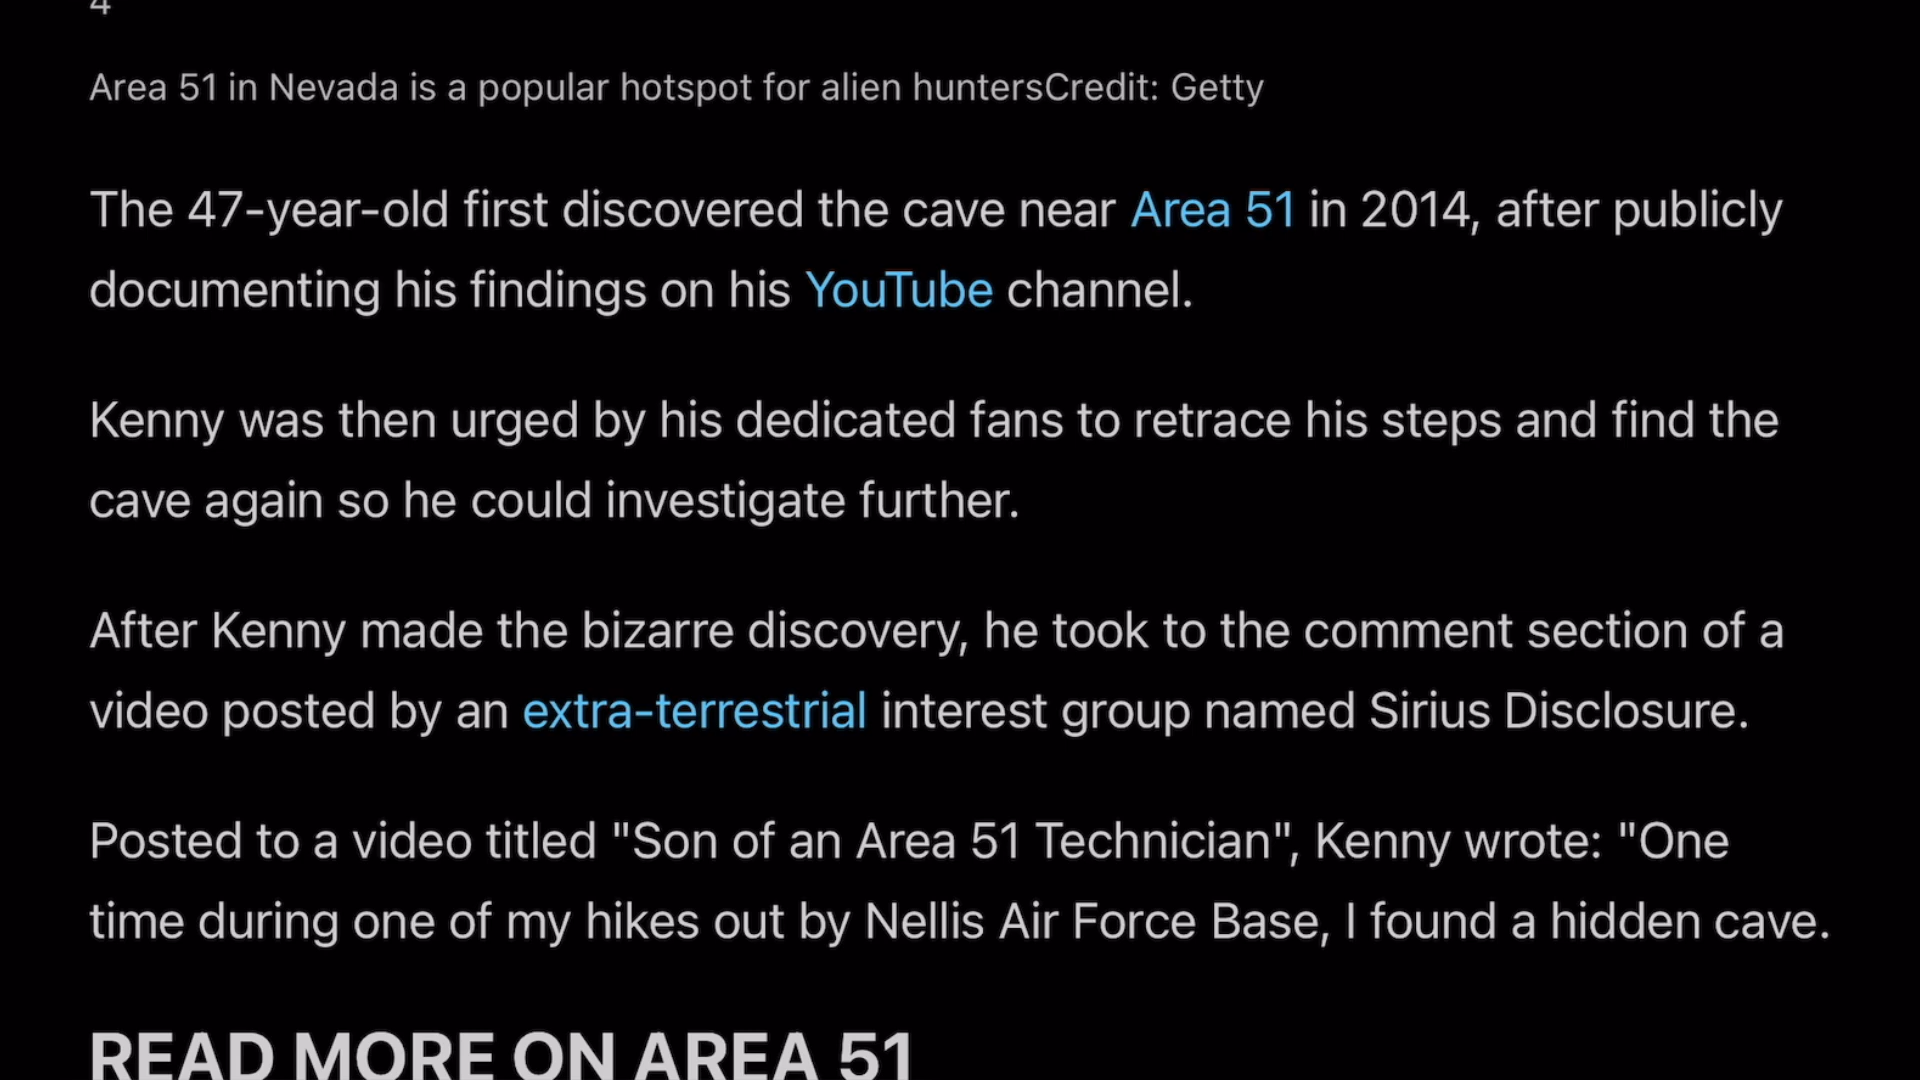 4
Area 51 in Nevada is a popular hotspot for alien huntersCredit: Getty
The 47-year-old first discovered the cave near Area 51 in 2014, after publicly
documenting his findings on his YouTube channel.
Kenny was then urged by his dedicated fans to retrace his steps and find the
cave again so he could investigate further.
After Kenny made the bizarre discovery, he took to the comment section of a
video posted by an extra-terrestrial interest group named Sirius Disclosure.
Posted to a video titled "Son of an Area 51 Technician", Kenny wrote: "One
time during one of my hikes out by Nellis Air Force Base, I found a hidden cave.
READ MORE ON AREA 51